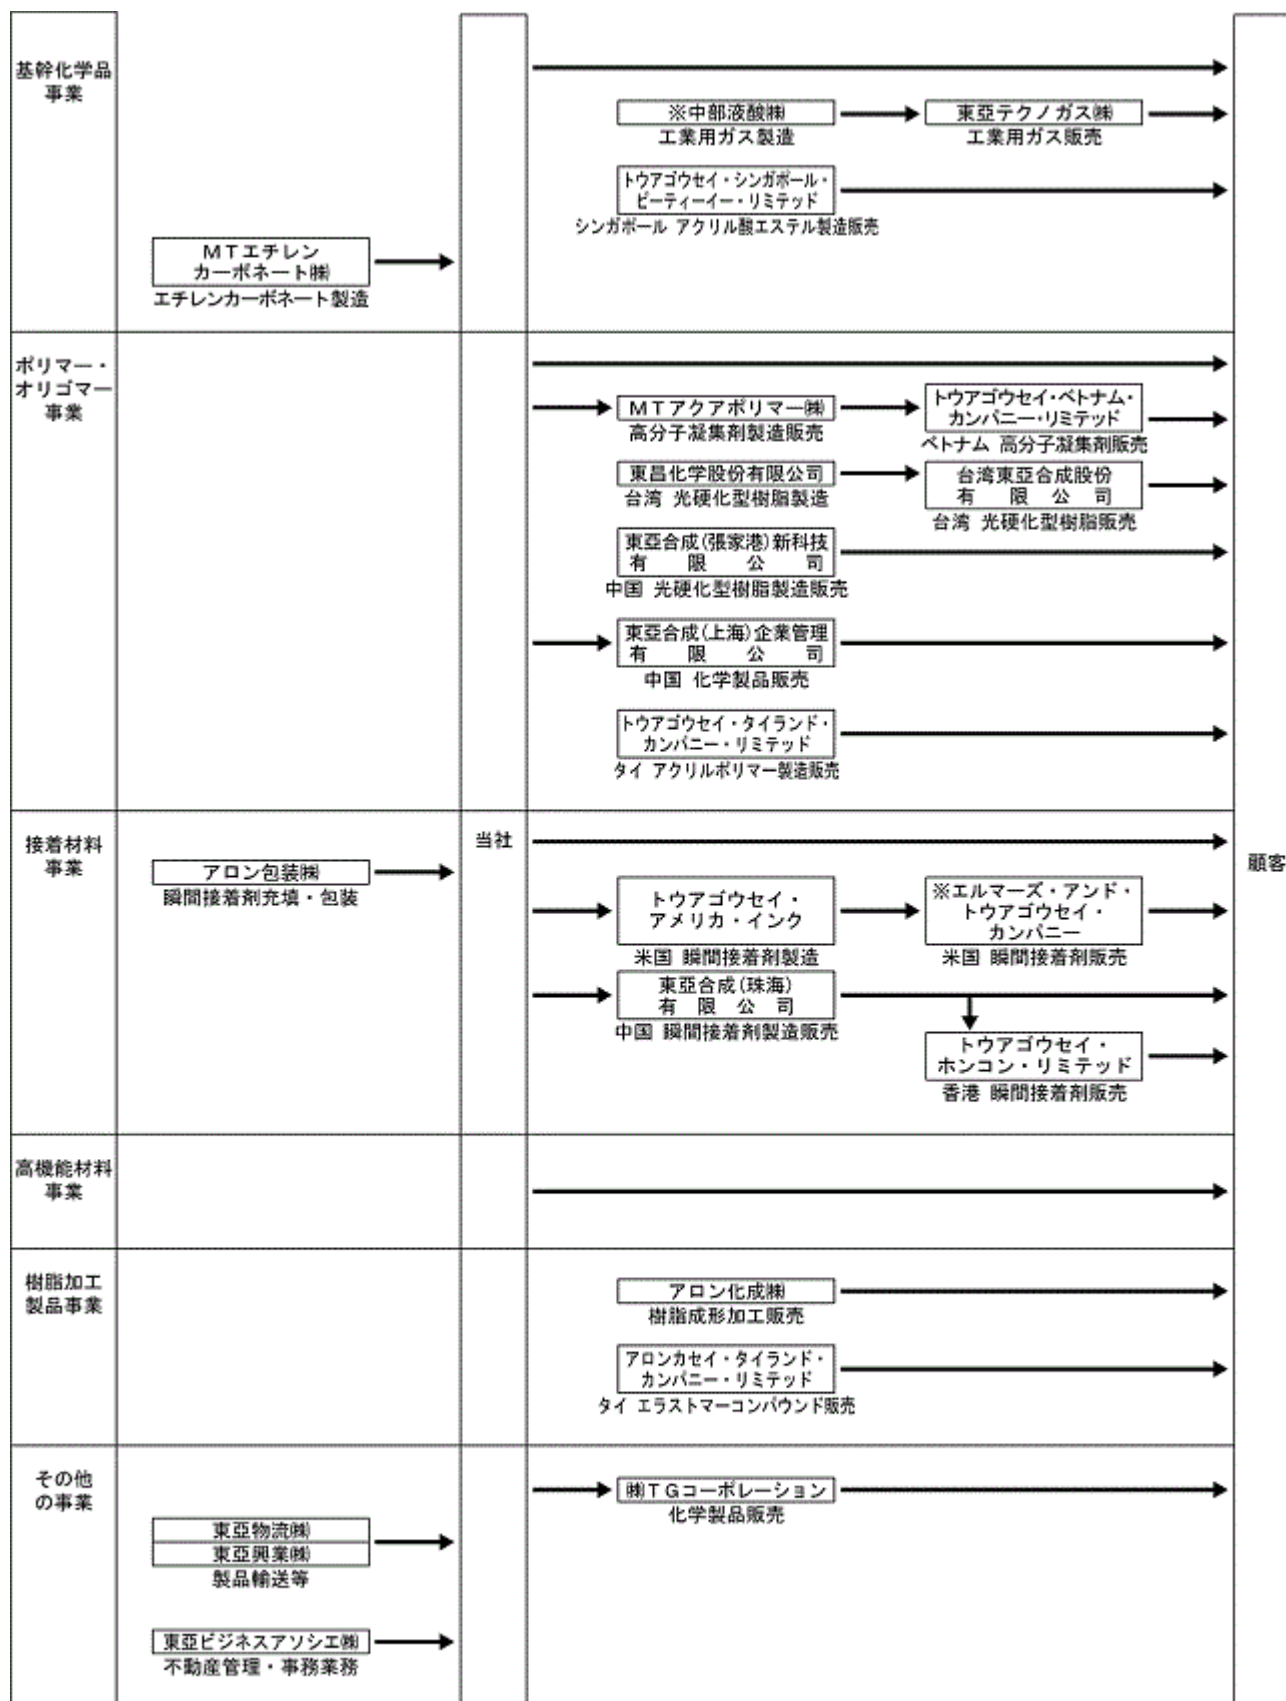 基幹化学品
事業
※中部液酸㈱
工業用ガス製造
東亞テクノガス㈱
工業用ガス販売
トウアゴウセイ・シンガポール・
ピーティーイー・リミテッド
シンガポール アクリル酸エステル製造販売
MTエチレン
カーボネート㈱
エチレンカーボネート製造
ポリマー・
オリゴマー
事業
MTアクアポリマー㈱
高分子凝集剤製造販売
トウアゴウセイ・ベトナム・
カンパニー・リミテッド
ベトナム 高分子凝集剤販売
東昌化学股份有限公司
台湾 光硬化型樹脂製造
台湾東亞合成股份
有限公司
台湾 光硬化型樹脂販売
東亞合成(張家港)新科技
有限公司
中国 光硬化型樹脂製造販売
東亞合成(上海)企業管理
有限公司
中国 化学製品販売
トウアゴウセイ・タイランド・
カンパニー・リミテッド
タイ アクリルポリマー製造販売
接着材料
事業
アロン包装㈱
瞬間接着剤充填・包装
当社
顧客
トウアゴウセイ・
アメリカ・インク
米国 瞬間接着剤製造
※エルマーズ・アンド・
トウアゴウセイ・
カンパニー
米国 瞬間接着剤販売
東亞合成(珠海)
有限公司
中国 瞬間接着剤製造販売
トウアゴウセイ・
ホンコン・リミテッド
香港 瞬間接着剤販売
高機能材料
事業
樹脂加工
製品事業
アロン化成㈱
樹脂成形加工販売
アロンカセイ・タイランド・
カンパニー・リミテッド
タイ エラストマーコンパウンド販売
その他
の事業
㈱TGコーポレーション
化学製品販売
東亞物流㈱
東亞興業㈱
製品輸送等
東亞ビジネスアソシエ㈱
不動産管理・事務業務